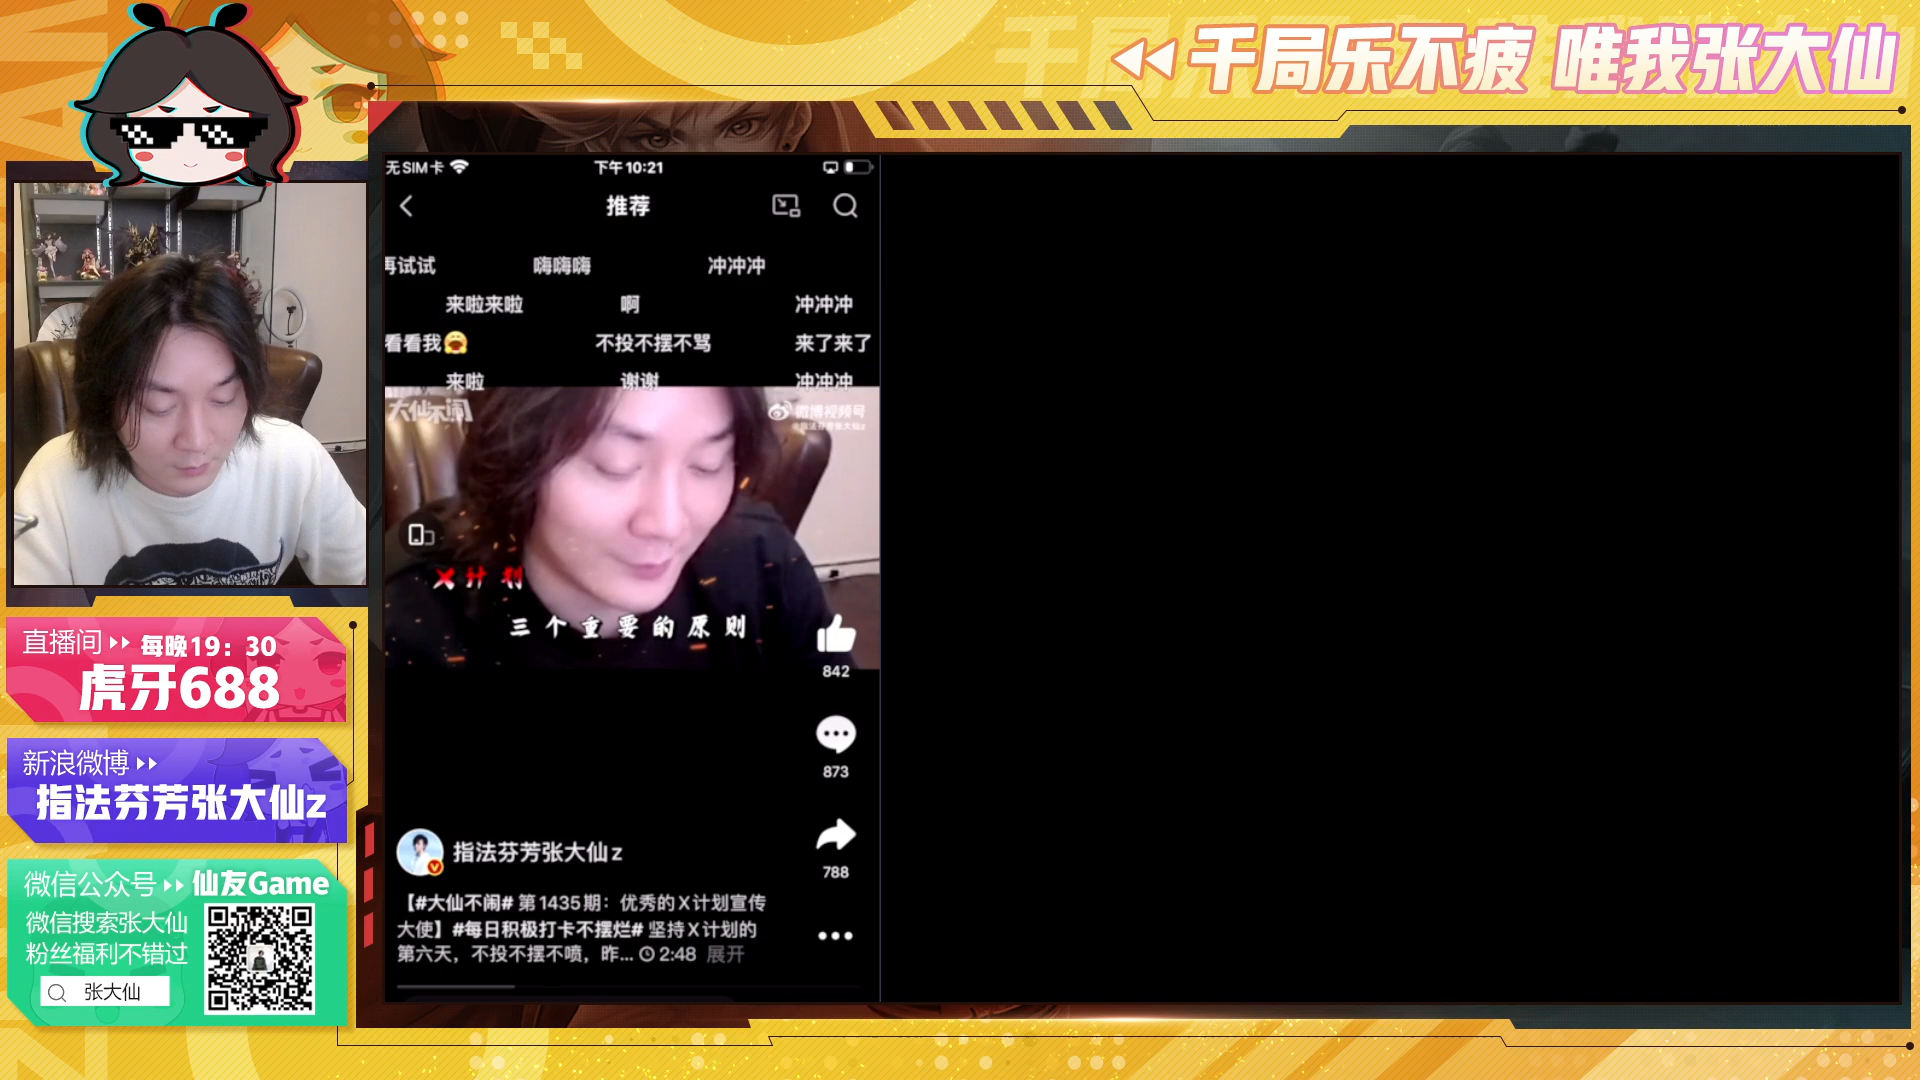 千局乐不疲 唯我张大仙
无SIM卡
下午10:21
推荐
再试试 嗨嗨嗨 冲冲冲
来啦来啦 啊 冲冲冲
看看我 不投不摆不骂 来了来了
来啦 谢谢 冲冲冲
大仙不闹
微博视频号
@指法芬芳张大仙z
X计划
三个重要的原则
842
873
788
指法芬芳张大仙z
【#大仙不闹# 第1435期：优秀的X计划宣传
大使】#每日积极打卡不摆烂# 坚持X计划的
第六天，不投不摆不喷，昨... 2:48 展开
直播间 每晚19：30
虎牙688
新浪微博
指法芬芳张大仙z
微信公众号 仙友Game
微信搜索张大仙
粉丝福利不错过
张大仙